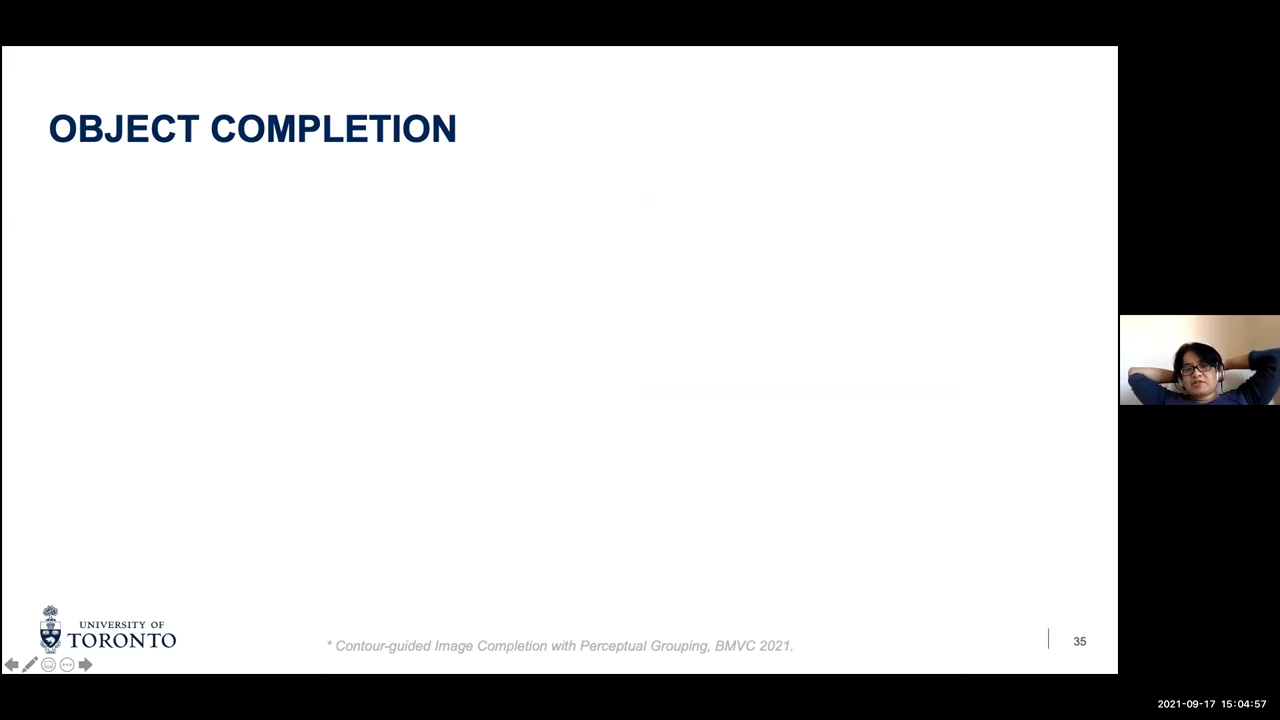 OBJECT COMPLETION
UNIVERSITY OF
TORONTO
* Contour-guided Image Completion with Perceptual Grouping, BMVC 2021.
35
2021-09-17 15:04:57